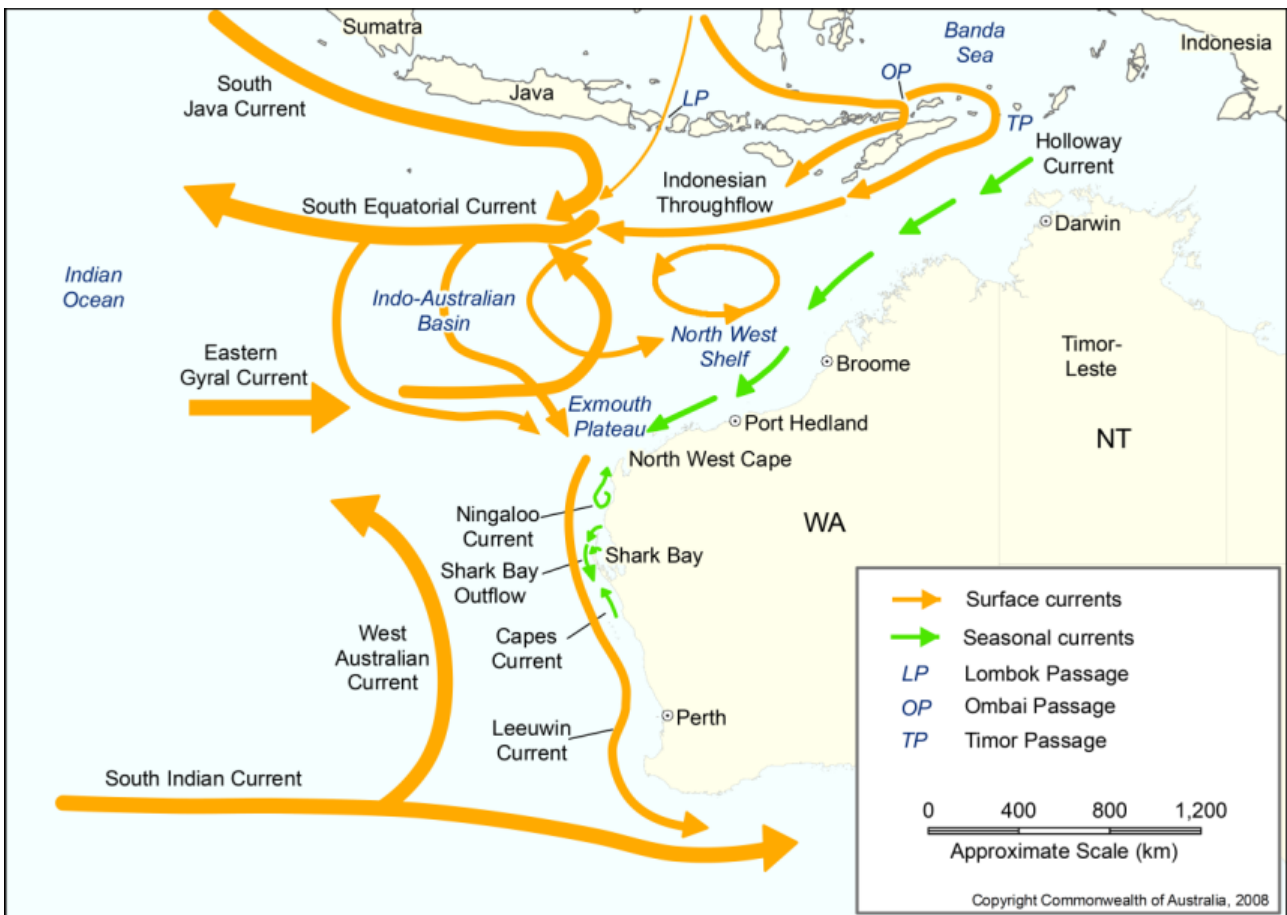 Sumatra
Banda
Sea
Indonesia
South
Java Current
Java
LP
OP
TP
Holloway
Current
Indonesian
Throughflow
South Equatorial Current
Darwin
Indian
Ocean
Indo-Australian
Basin
North West
Shelf
Timor-
Leste
Eastern
Gyral Current
Broome
Exmouth
Plateau
Port Hedland
NT
North West Cape
Ningaloo
Current
WA
Shark Bay
Shark Bay
Outflow
Capes
Current
West
Australian
Current
Leeuwin
Current
Perth
South Indian Current
Surface currents
Seasonal currents
LP Lombok Passage
OP Ombai Passage
TP Timor Passage
0 400 800 1,200
Approximate Scale (km)
Copyright Commonwealth of Australia, 2008